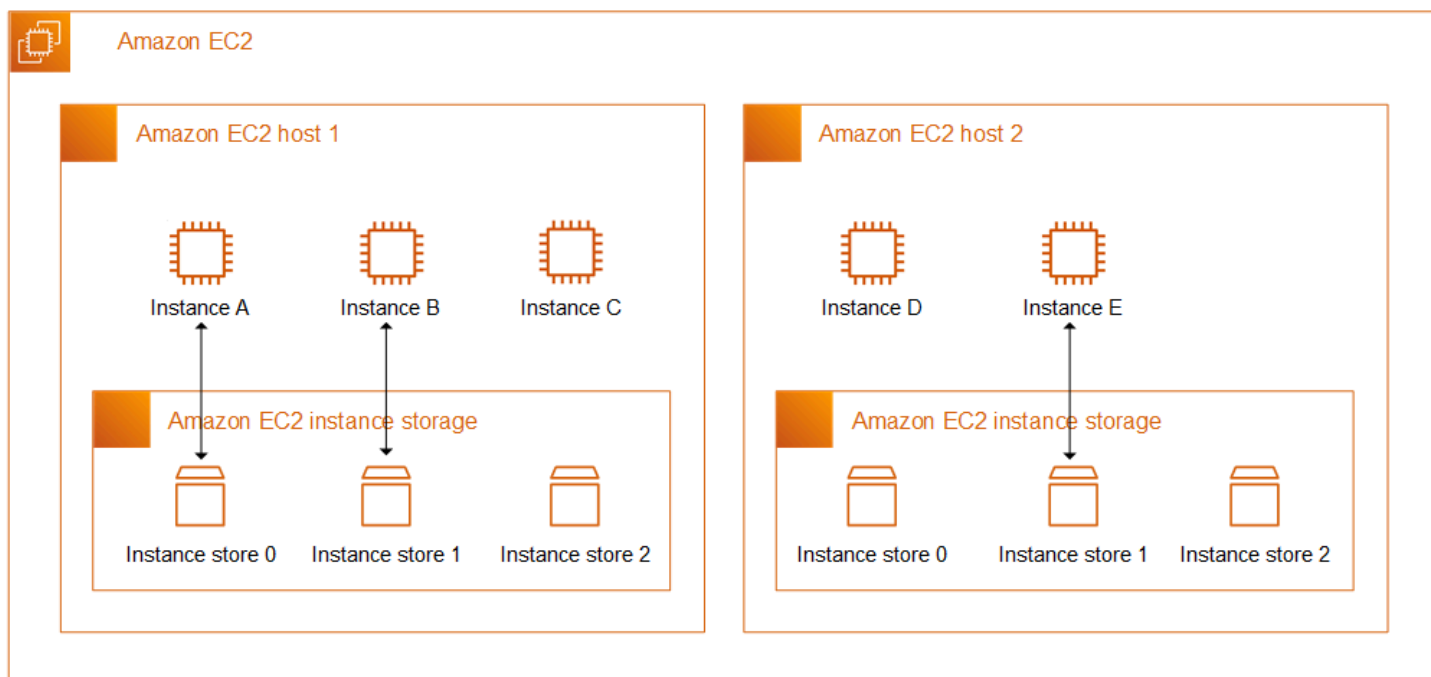 Amazon EC2
Amazon EC2 host 1
Instance A
Instance B
Instance C
Amazon EC2 instance storage
Instance store 0
Instance store 1
Instance store 2
Amazon EC2 host 2
Instance D
Instance E
Amazon EC2 instance storage
Instance store 0
Instance store 1
Instance store 2